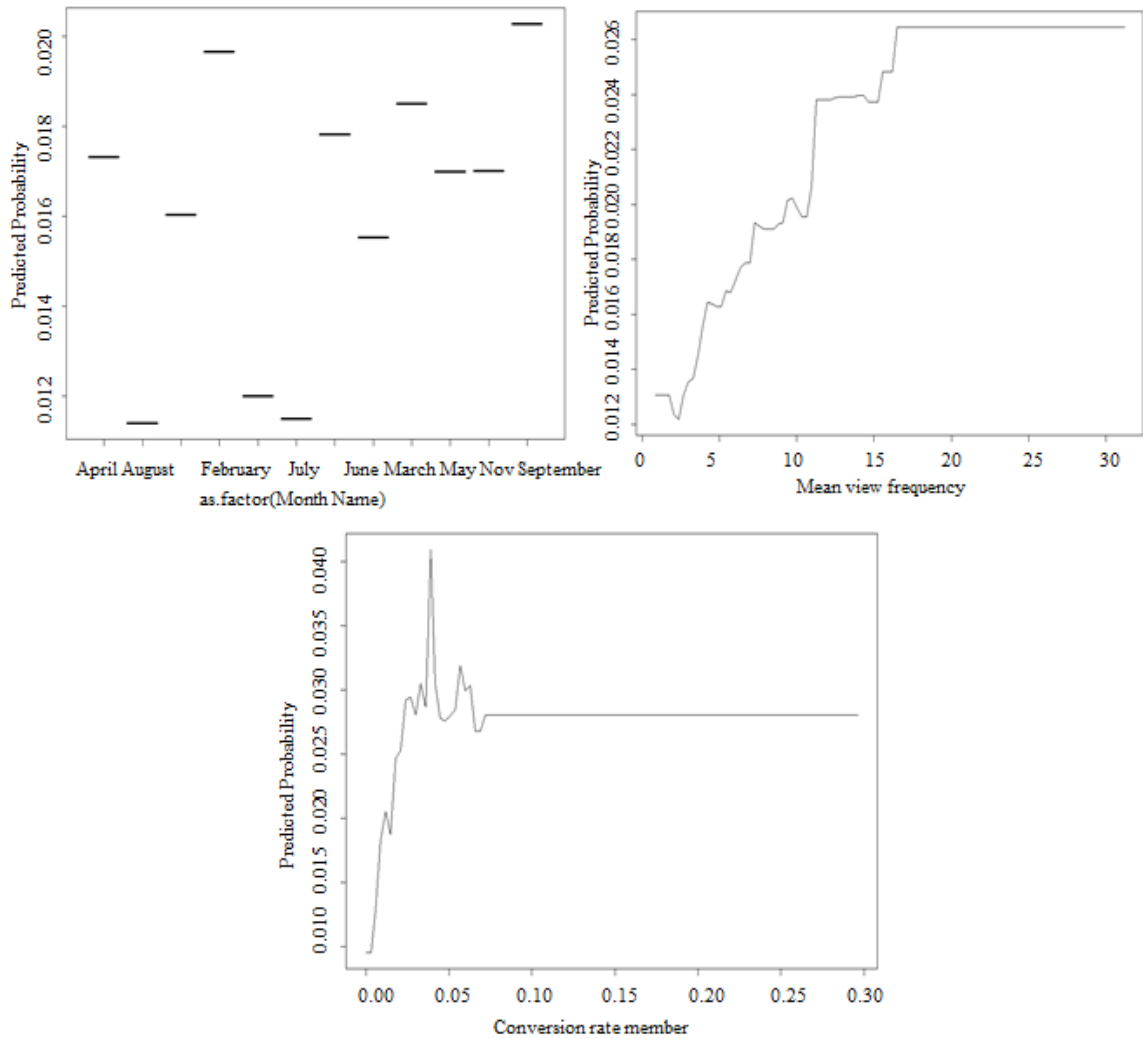 Predicted Probability
0.020
0.018
0.016
0.014
0.012
April August February July June March May Nov September
as.factor(Month Name)
Predicted Probability
0.026
0.024
0.022
0.020
0.018
0.016
0.014
0.012
0 5 10 15 20 25 30
Mean view frequency
Predicted Probability
0.040
0.035
0.030
0.025
0.020
0.015
0.010
0.00 0.05 0.10 0.15 0.20 0.25 0.30
Conversion rate member